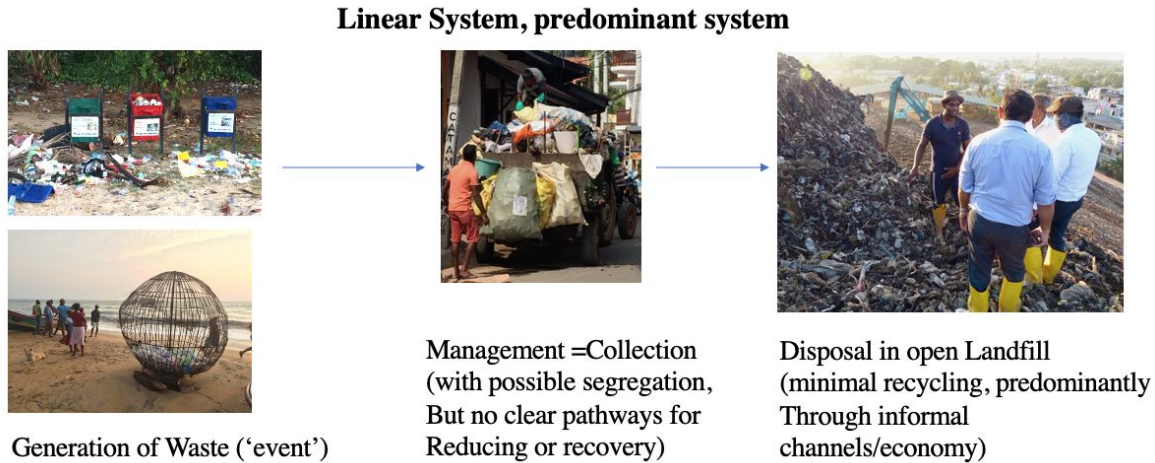 Linear System, predominant system
Generation of Waste (‘event’)
Management =Collection
(with possible segregation,
But no clear pathways for
Reducing or recovery)
Disposal in open Landfill
(minimal recycling, predominantly
Through informal
channels/economy)